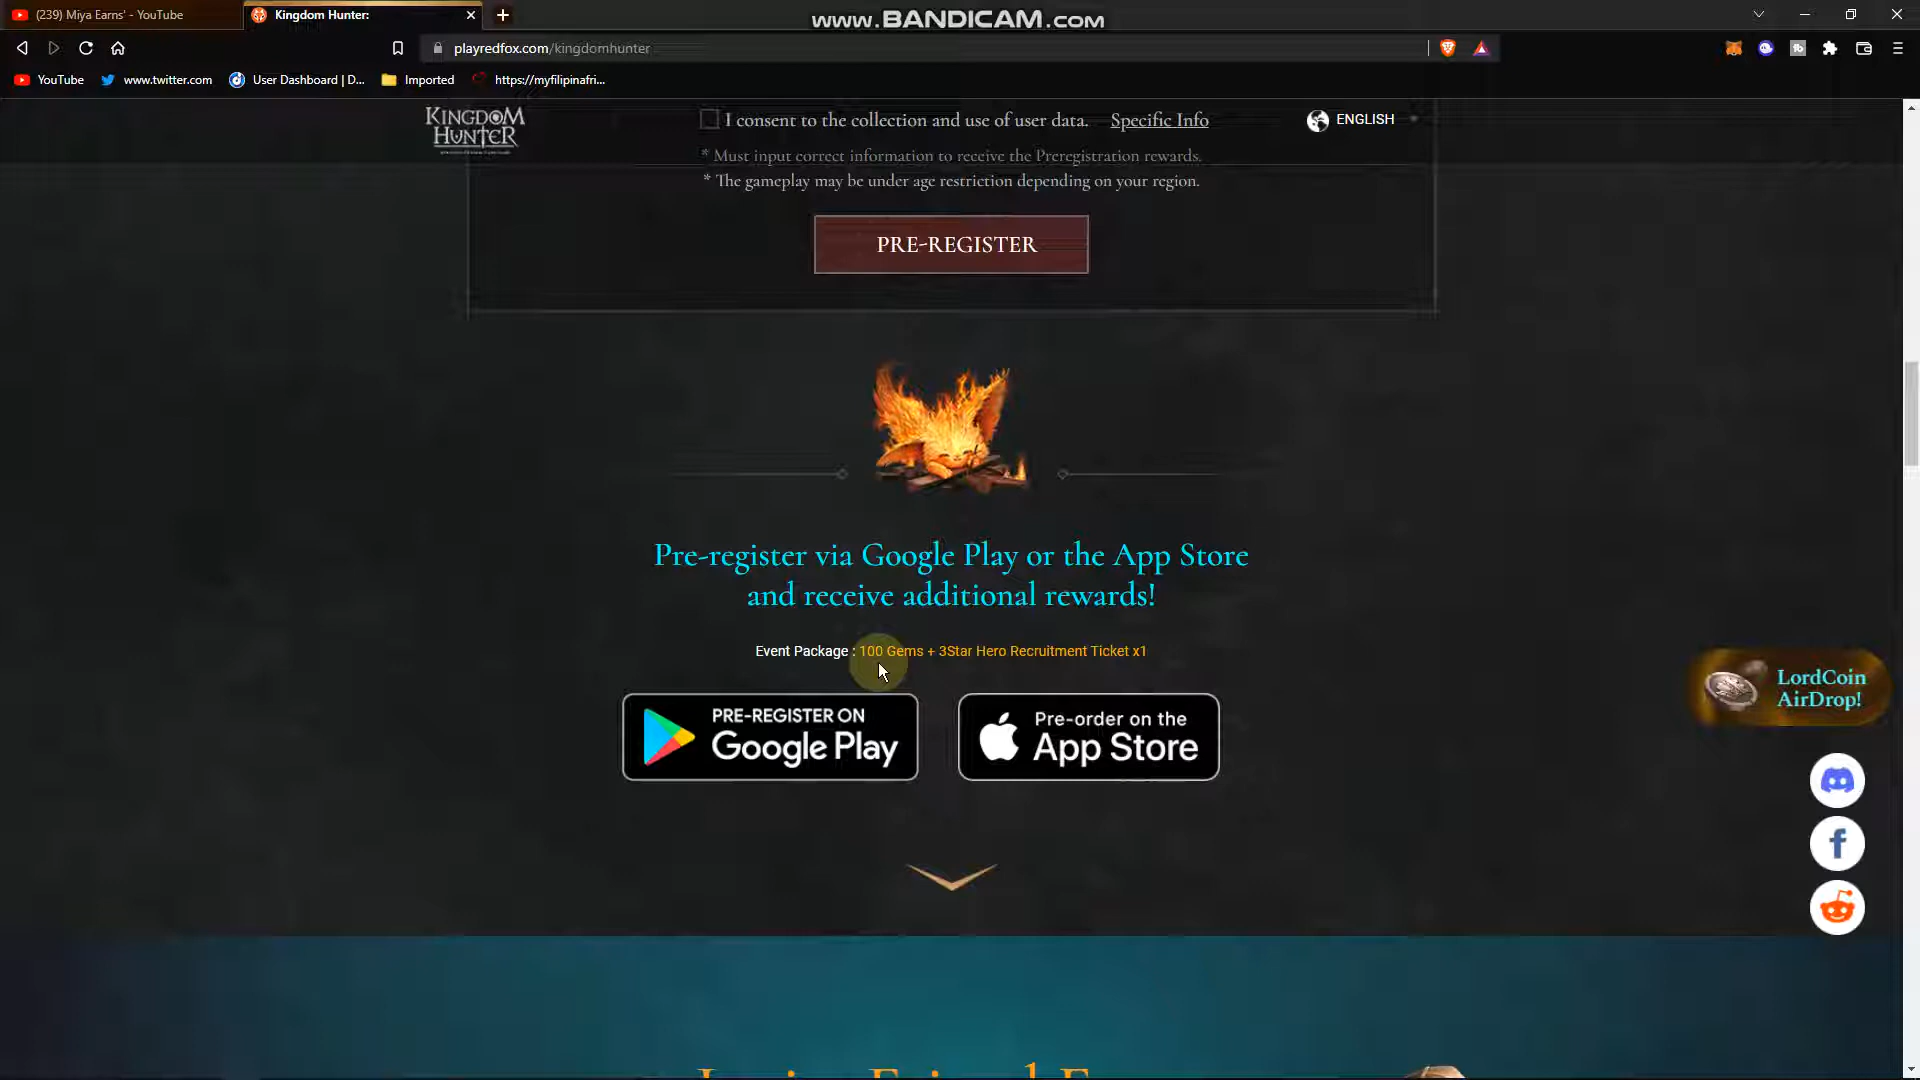 (239) Miya Earns' - YouTube
Kingdom Hunter:
www.BANDICAM.com
playredfox.com/kingdomhunter
YouTube
www.twitter.com
User Dashboard | D...
Imported
https://myfilipinafri...
KINGDOM HUNTER
I consent to the collection and use of user data. Specific Info
ENGLISH
* Must input correct information to receive the Preregistration rewards.
* The gameplay may be under age restriction depending on your region.
PRE-REGISTER
Pre-register via Google Play or the App Store
and receive additional rewards!
Event Package : 100 Gems + 3Star Hero Recruitment Ticket x1
PRE-REGISTER ON
Google Play
Pre-order on the
App Store
LordCoin
AirDrop!